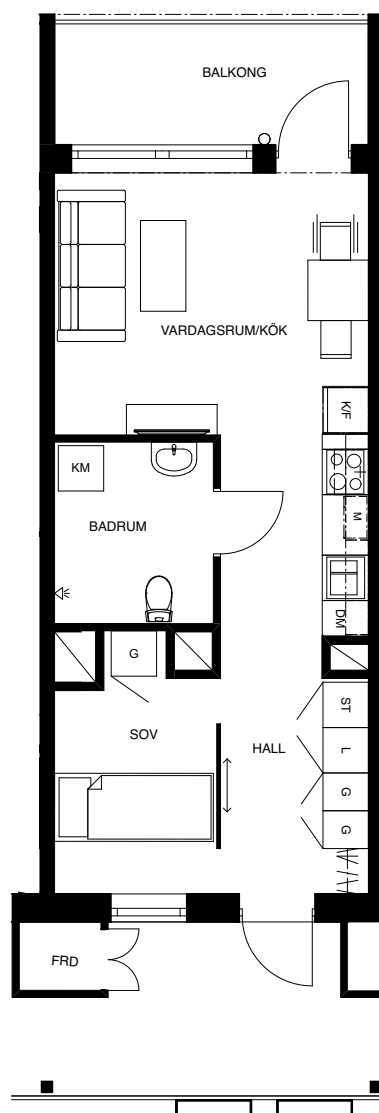 BALKONG
VARDAGSRUM/KÖK
K/F
KM
BADRUM
M
DM
G
SOV
HALL
ST
L
G
G
FRD